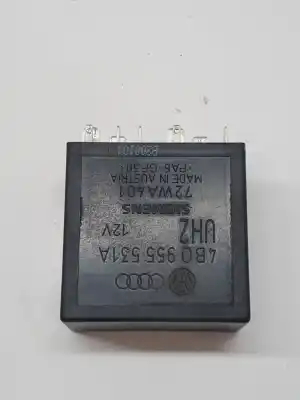 4B0 955 531A
UH2 12V
SIEMENS
72WA401
MADE IN AUSTRIA
>PA6-GF30<